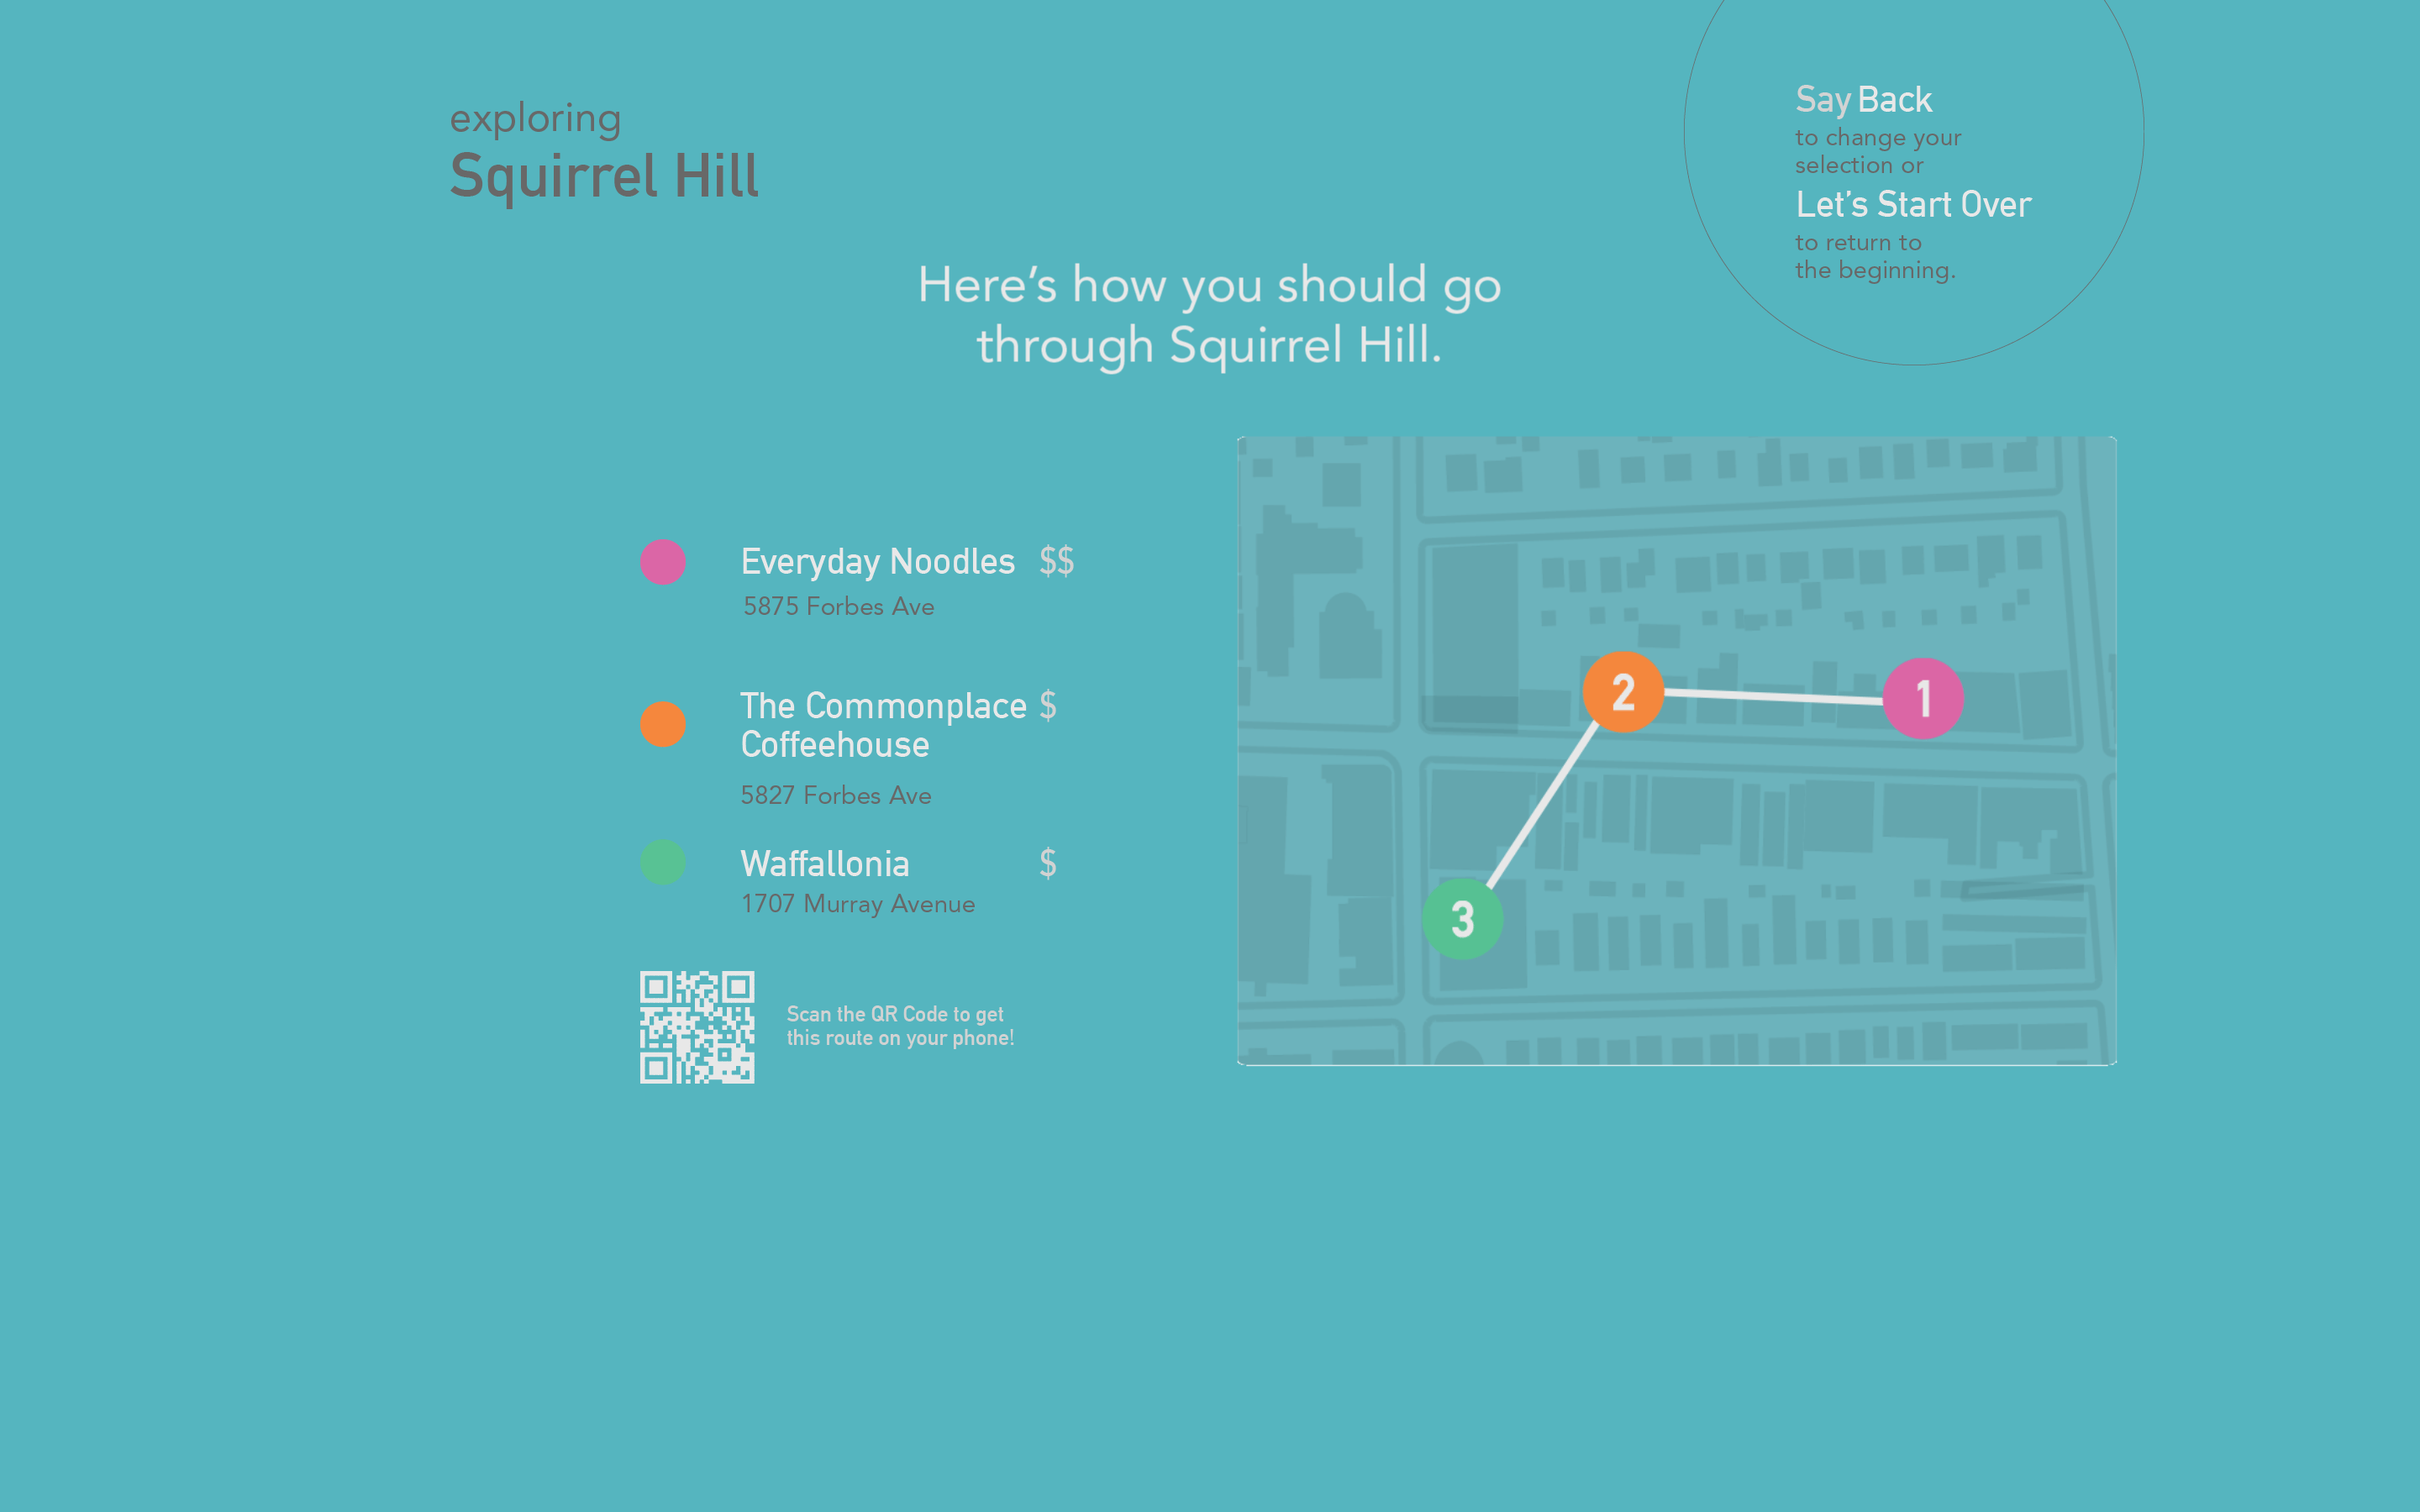 exploring
Squirrel Hill
Say Back
to change your
selection or
Let's Start Over
to return to
the beginning.
Here's how you should go
through Squirrel Hill.
Everyday Noodles $$
5875 Forbes Ave
The Commonplace $
Coffeehouse
5827 Forbes Ave
Waffallonia $
1707 Murray Avenue
Scan the QR Code to get
this route on your phone!
2
1
3